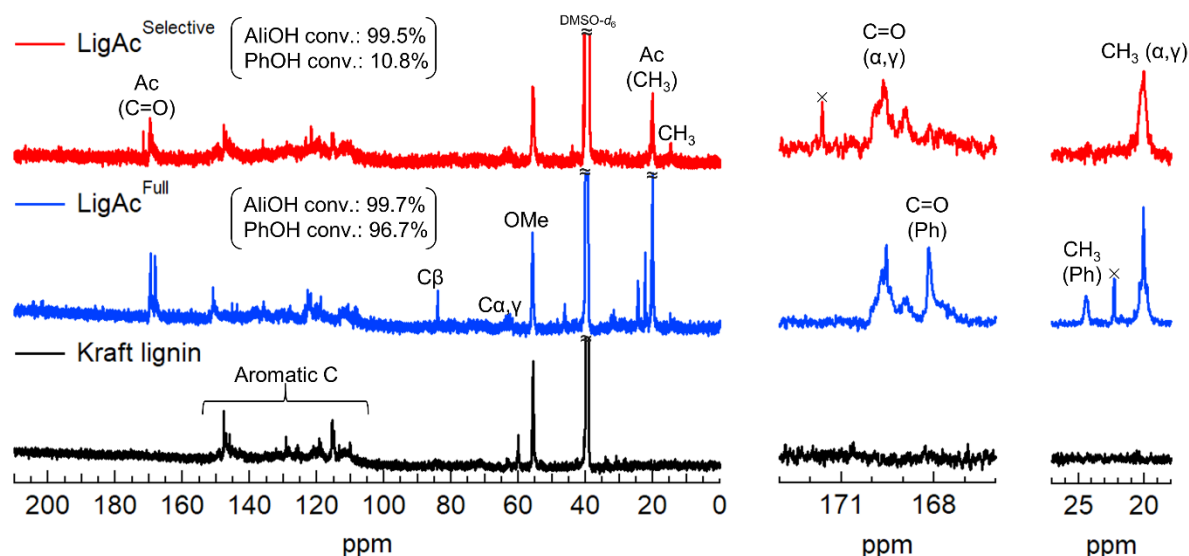 LigAc^Selective
AliOH conv.: 99.5%
PhOH conv.: 10.8%
Ac
(C=O)
DMSO-d₆
≈
Ac
(CH₃)
CH₃
C=O
(α,γ)
×
CH₃ (α,γ)
LigAc^Full
AliOH conv.: 99.7%
PhOH conv.: 96.7%
≈
≈
OMe
Cβ
Cα,γ
C=O
(Ph)
CH₃
(Ph)
×
Kraft lignin
≈
Aromatic C
200 180 160 140 120 100 80 60 40 20 0
ppm
171 168
ppm
25 20
ppm